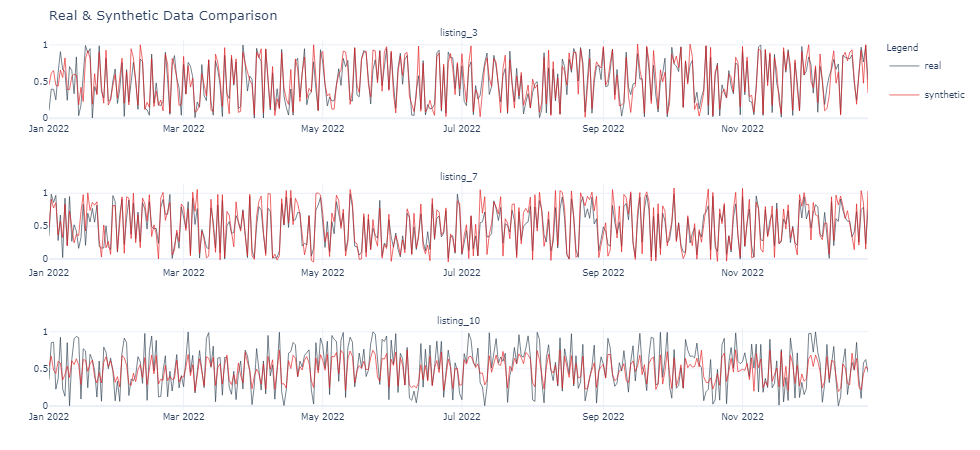 Real & Synthetic Data Comparison
listing_3
1
0.5
0
Jan 2022 Mar 2022 May 2022 Jul 2022 Sep 2022 Nov 2022
Legend
real
synthetic
listing_7
1
0.5
0
Jan 2022 Mar 2022 May 2022 Jul 2022 Sep 2022 Nov 2022
listing_10
1
0.5
0
Jan 2022 Mar 2022 May 2022 Jul 2022 Sep 2022 Nov 2022